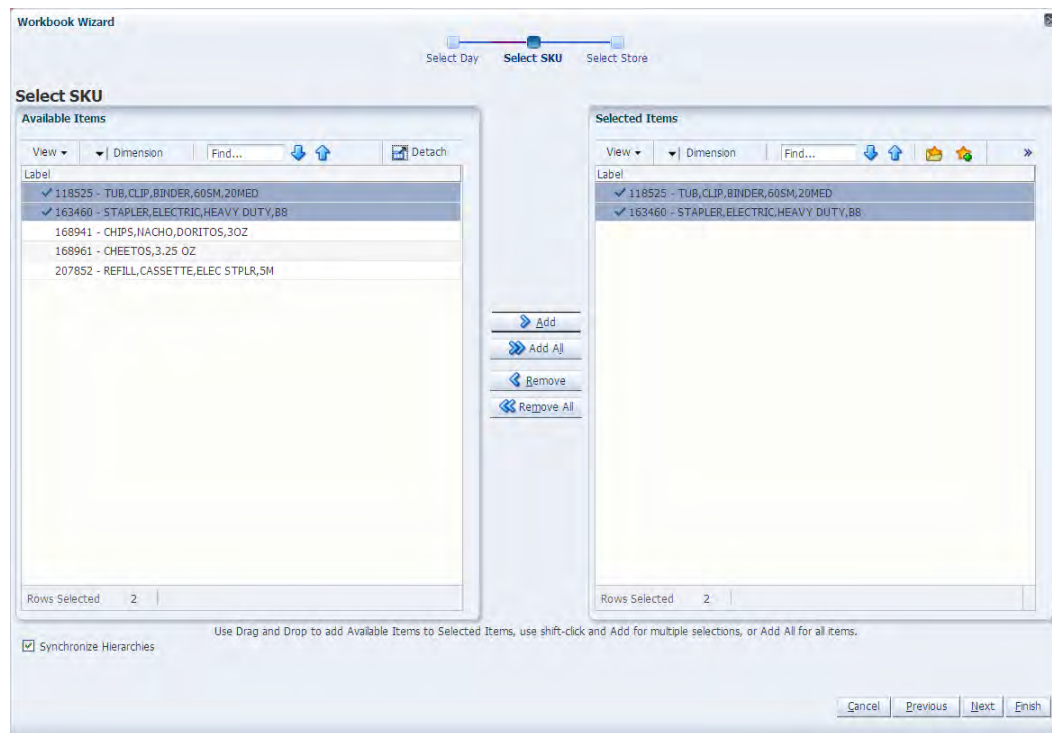 Workbook Wizard
Select Day Select SKU Select Store
Select SKU
Available Items
View Dimension Find... Detach
Label
118525 - TUB,CLIP,BINDER,60SM,20MED
163460 - STAPLER,ELECTRIC,HEAVY DUTY,B8
168941 - CHIPS,NACHO,DORITOS,3OZ
168961 - CHEETOS,3.25 OZ
207852 - REFILL,CASSETTE,ELEC STPLR,5M
Rows Selected 2
Add
Add All
Remove
Remove All
Selected Items
View Dimension Find... »
Label
118525 - TUB,CLIP,BINDER,60SM,20MED
163460 - STAPLER,ELECTRIC,HEAVY DUTY,B8
Rows Selected 2
Use Drag and Drop to add Available Items to Selected Items, use shift-click and Add for multiple selections, or Add All for all items.
Synchronize Hierarchies
Cancel Previous Next Finish